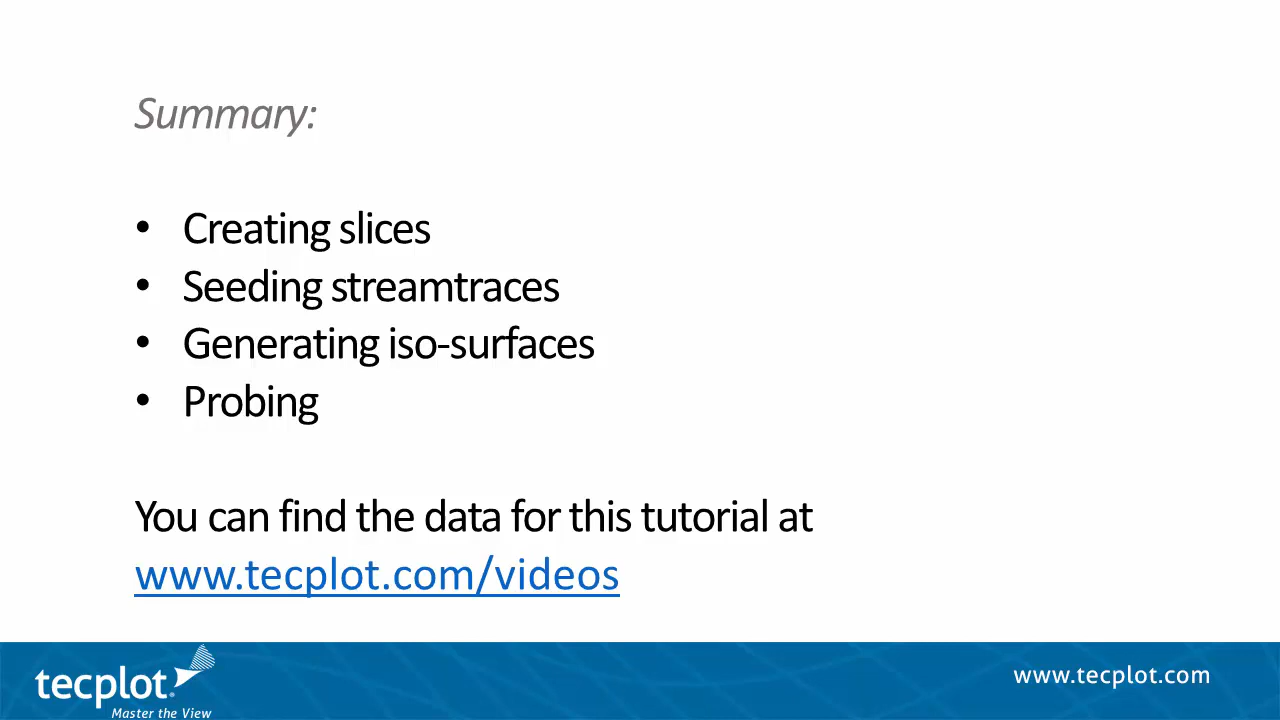 Summary:
• Creating slices
• Seeding streamtraces
• Generating iso-surfaces
• Probing
You can find the data for this tutorial at
www.tecplot.com/videos
tecplot®
Master the View
www.tecplot.com